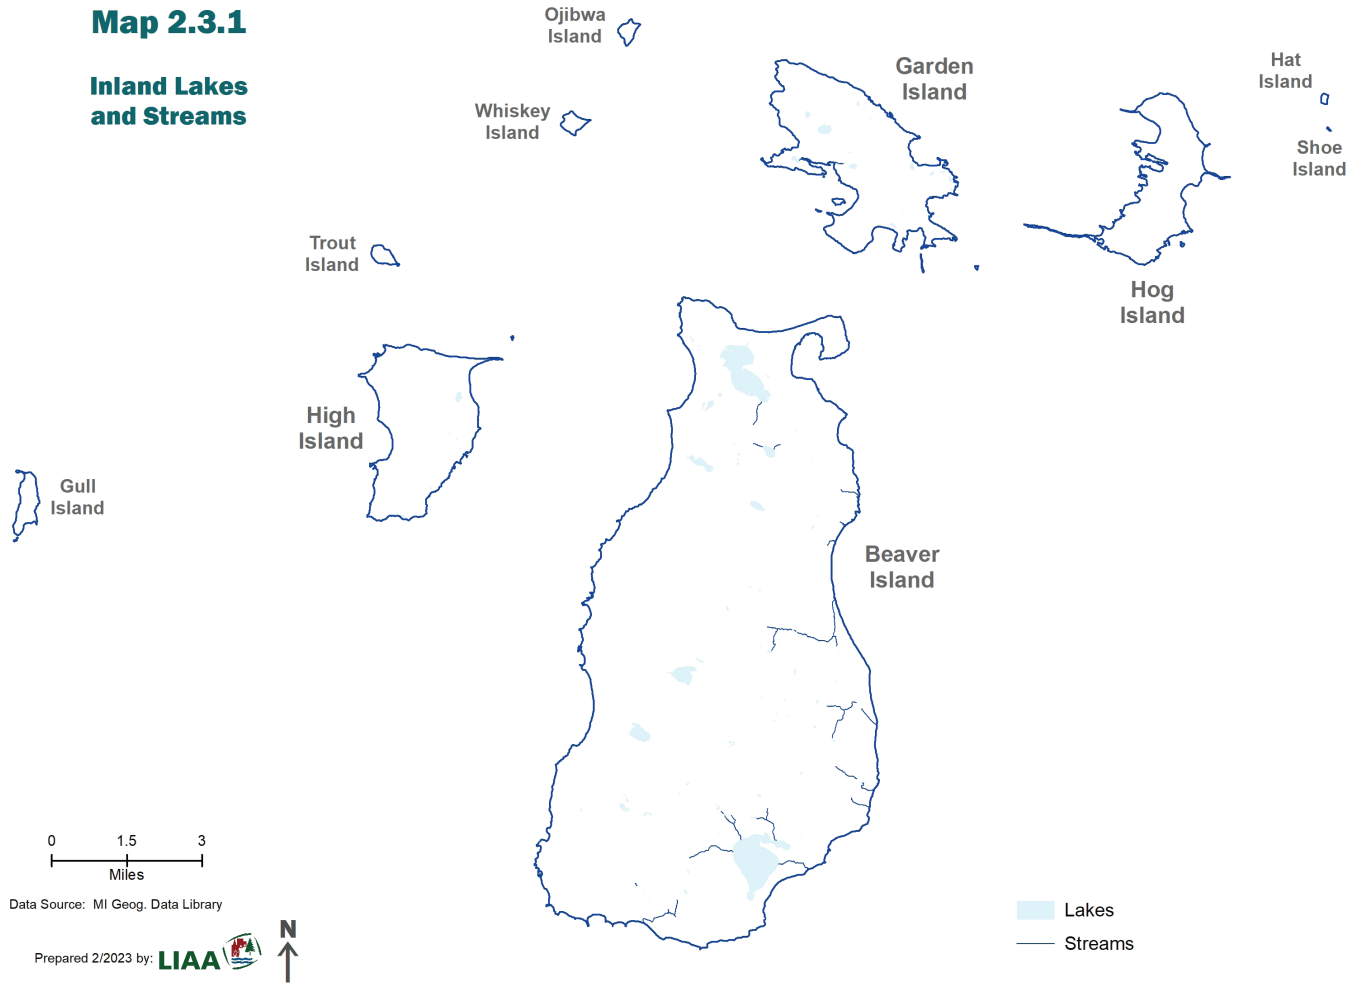 Map 2.3.1
Inland Lakes
and Streams
Ojibwa
Island
Whiskey
Island
Garden
Island
Hat
Island
Shoe
Island
Trout
Island
Hog
Island
High
Island
Gull
Island
Beaver
Island
0 1.5 3
Miles
Data Source: MI Geog. Data Library
Prepared 2/2023 by: LIAA
N
Lakes
Streams